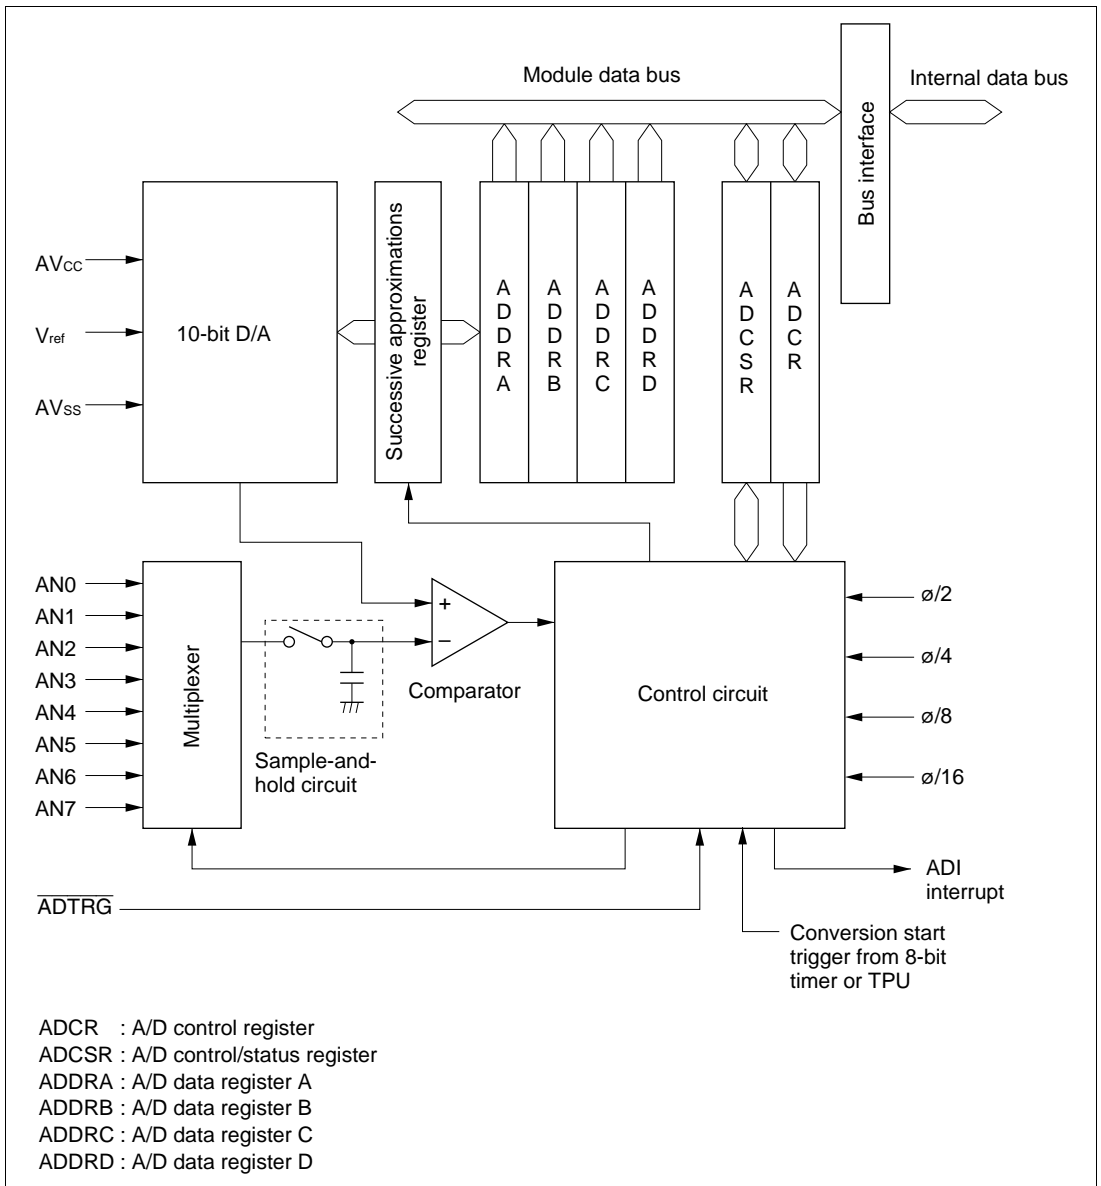 Module data bus
Internal data bus
Bus interface
AVCC
Vref
AVSS
10-bit D/A
Successive approximations
register
ADDRA
ADDRB
ADDRC
ADDRD
ADCSR
ADCR
AN0
AN1
AN2
AN3
AN4
AN5
AN6
AN7
Multiplexer
Sample-and-
hold circuit
+
−
Comparator
Control circuit
ø/2
ø/4
ø/8
ø/16
ADI
interrupt
ADTRG
Conversion start
trigger from 8-bit
timer or TPU
ADCR : A/D control register
ADCSR : A/D control/status register
ADDRA : A/D data register A
ADDRB : A/D data register B
ADDRC : A/D data register C
ADDRD : A/D data register D